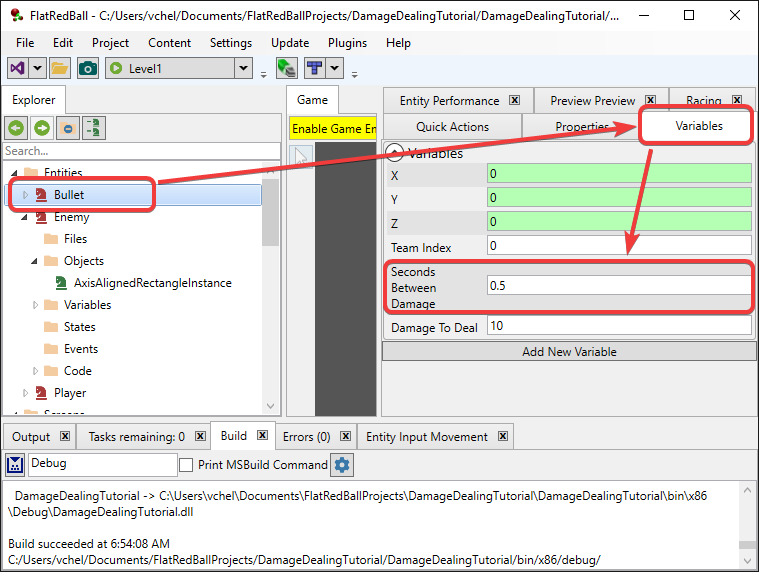 FlatRedBall - C:/Users/vchel/Documents/FlatRedBallProjects/DamageDealingTutorial/DamageDealingTutorial/...
File Edit Project Content Settings Update Plugins Help
Level1
Explorer
Game
Entity Performance
Preview Preview
Racing
Quick Actions
Properties
Variables
Enable Game En
Search...
Entities
Bullet
Enemy
Files
Objects
AxisAlignedRectangleInstance
Variables
States
Events
Code
Player
Screens
Variables
X 0
Y 0
Z 0
Team Index 0
Seconds
Between 0.5
Damage
Damage To Deal 10
Add New Variable
Output
Tasks remaining: 0
Build
Errors (0)
Entity Input Movement
Debug
Print MSBuild Command
DamageDealingTutorial -> C:\Users\vchel\Documents\FlatRedBallProjects\DamageDealingTutorial\DamageDealingTutorial\bin\x86
\Debug\DamageDealingTutorial.dll
Build succeeded at 6:54:08 AM
C:/Users/vchel/Documents/FlatRedBallProjects/DamageDealingTutorial/DamageDealingTutorial/bin/x86/debug/